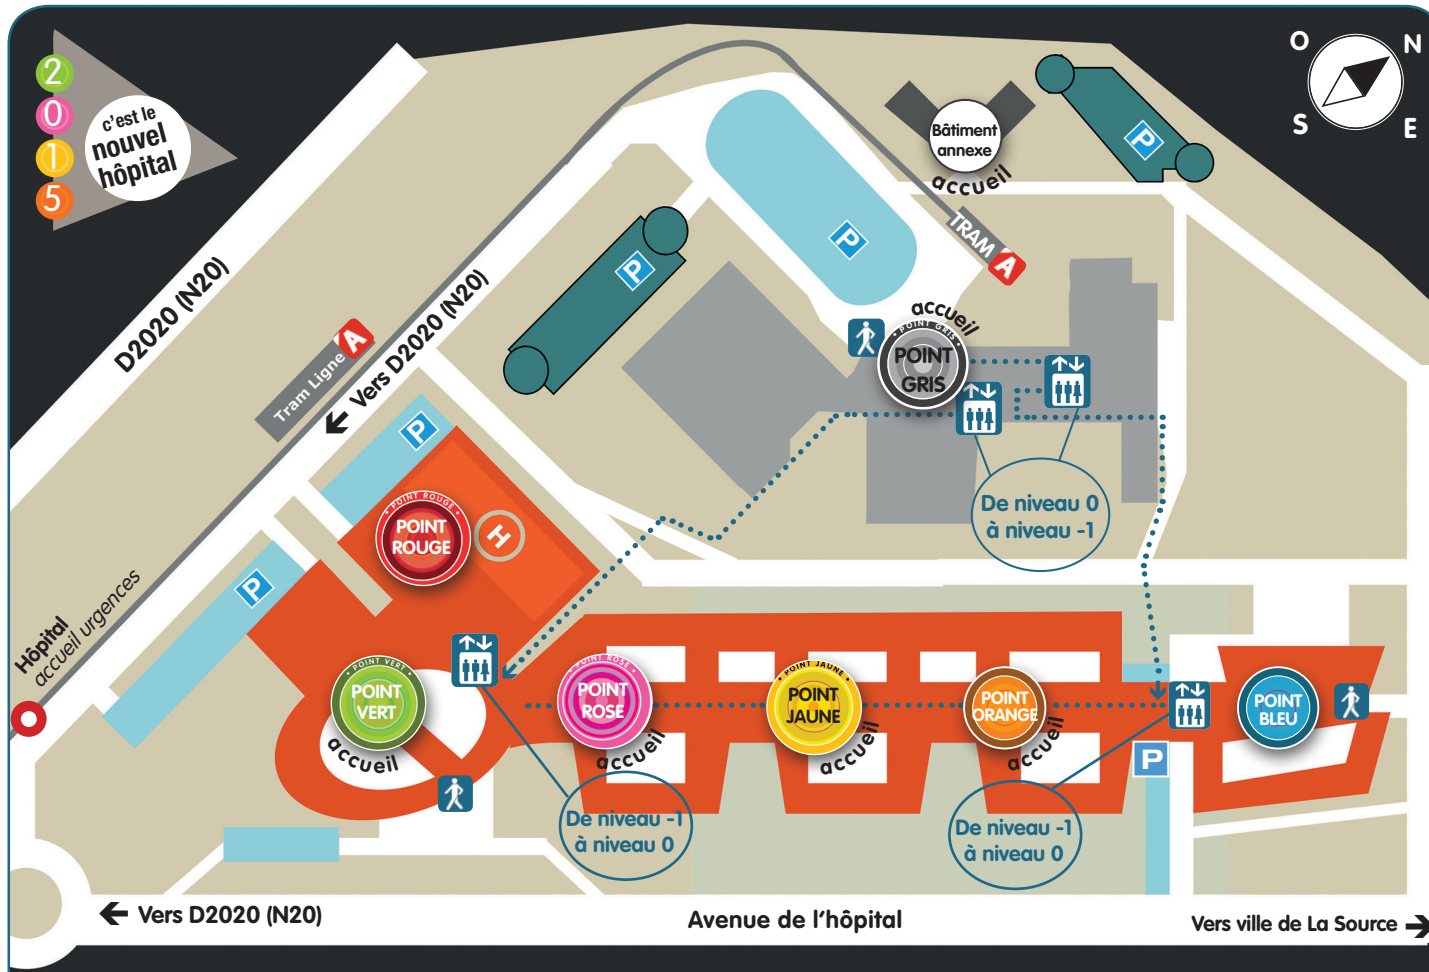 2
0
1
5
c'est le
nouvel
hôpital
O
N
S
E
Bâtiment
annexe
accueil
P
P
P
TRAM A
D2020 (N20)
Vers D2020 (N20)
Tram Ligne A
accueil
• POINT GRIS •
POINT
GRIS
De niveau 0
à niveau -1
P
• POINT ROUGE •
POINT
ROUGE
H
P
Hôpital
accueil urgences
• POINT VERT •
POINT
VERT
accueil
• POINT ROSE •
POINT
ROSE
accueil
• POINT JAUNE •
POINT
JAUNE
accueil
POINT
ORANGE
accueil
POINT
BLEU
P
De niveau -1
à niveau 0
De niveau -1
à niveau 0
Vers D2020 (N20)
Avenue de l'hôpital
Vers ville de La Source